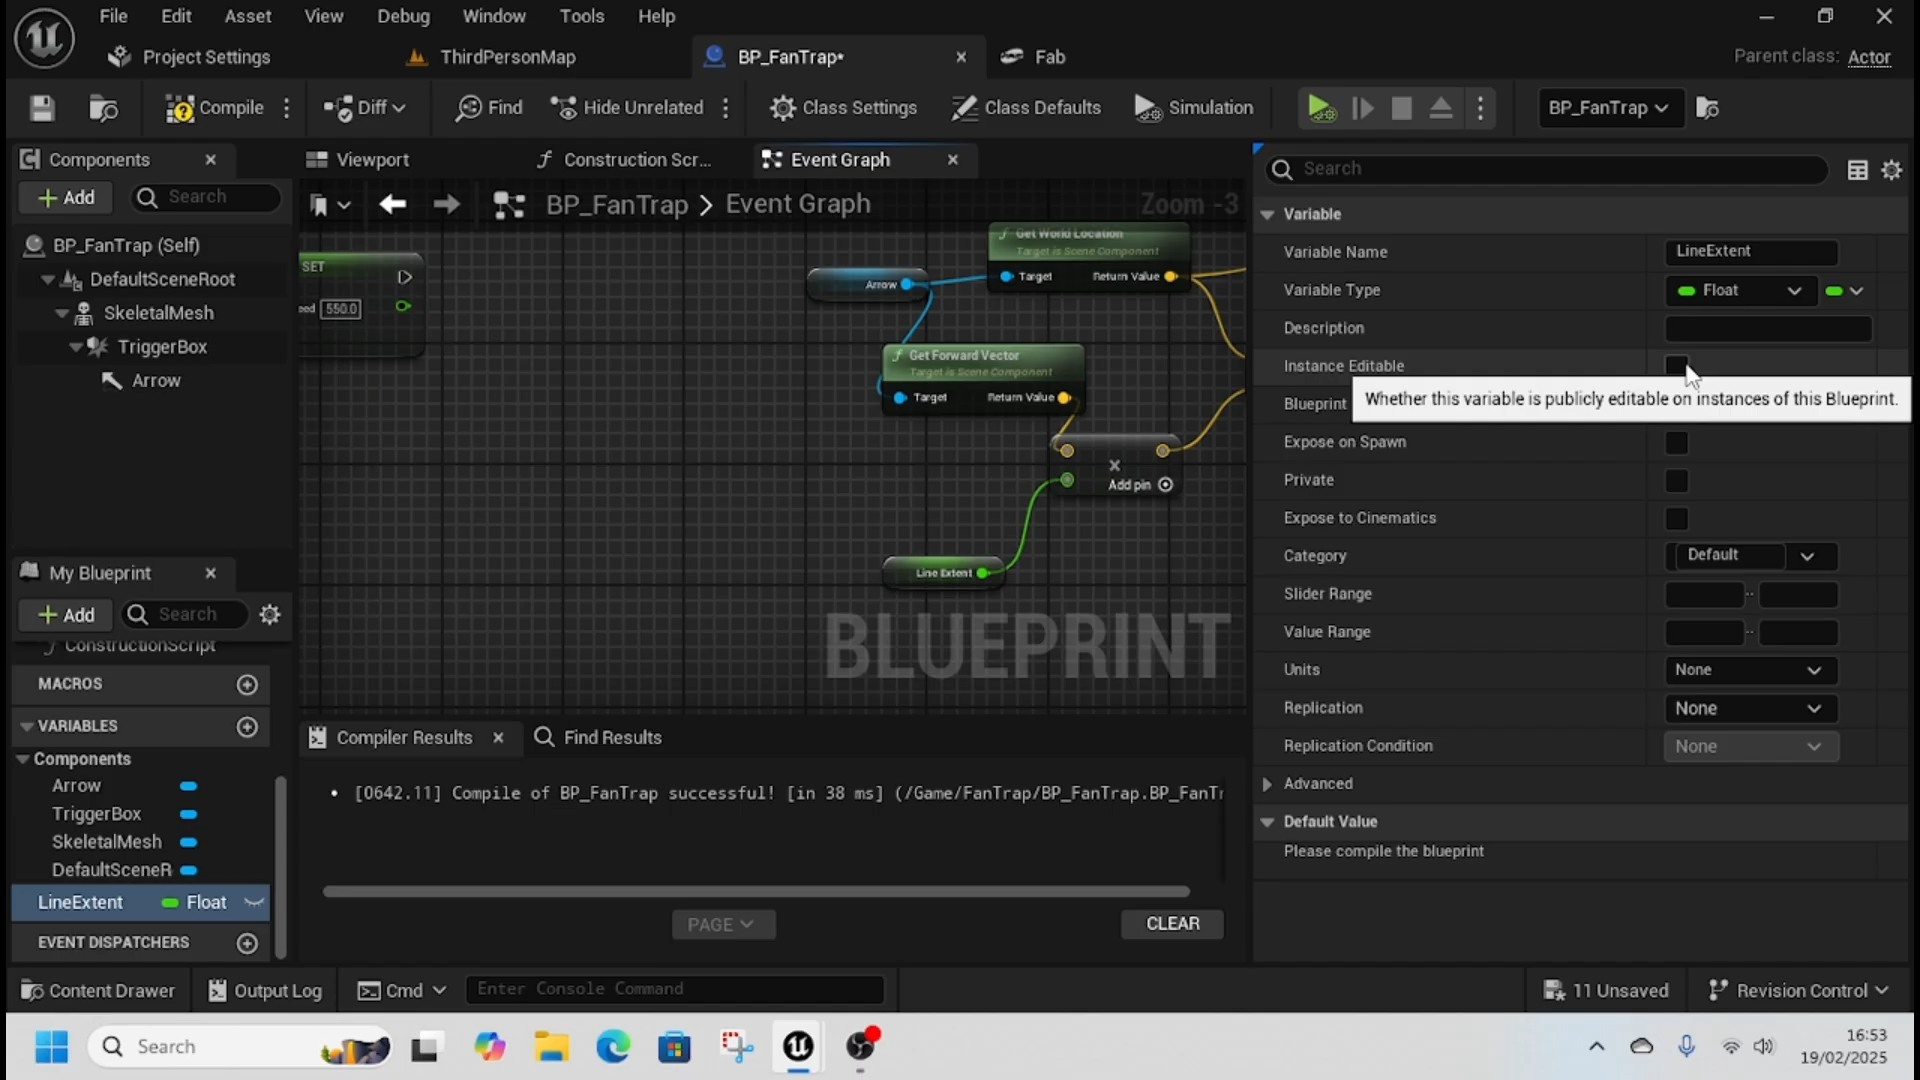 File Edit Asset View Debug Window Tools Help
Project Settings ThirdPersonMap BP_FanTrap* Fab Parent class: Actor
Compile Diff Find Hide Unrelated Class Settings Class Defaults Simulation BP_FanTrap
Components Viewport Construction Scr... Event Graph Search
Add Search BP_FanTrap > Event Graph Zoom -3
Variable
BP_FanTrap (Self)
DefaultSceneRoot
SkeletalMesh
TriggerBox
Arrow
SET
eed 550.0
Arrow
Get World Location
Target is Scene Component
Target Return Value
Get Forward Vector
Target is Scene Component
Target Return Value
Add pin
Line Extent
BLUEPRINT
Variable Name LineExtent
Variable Type Float
Description
Instance Editable
Whether this variable is publicly editable on instances of this Blueprint.
Blueprint
Expose on Spawn
Private
Expose to Cinematics
Category Default
Slider Range
Value Range
Units None
Replication None
Replication Condition None
Advanced
Default Value
Please compile the blueprint
My Blueprint
Add Search
ConstructionScript
MACROS
VARIABLES
Components
Arrow
TriggerBox
SkeletalMesh
DefaultSceneR
LineExtent Float
EVENT DISPATCHERS
Compiler Results Find Results
[0642.11] Compile of BP_FanTrap successful! [in 38 ms] (/Game/FanTrap/BP_FanTrap.BP_FanTr
PAGE CLEAR
Content Drawer Output Log Cmd Enter Console Command 11 Unsaved Revision Control
Search 16:53
19/02/2025